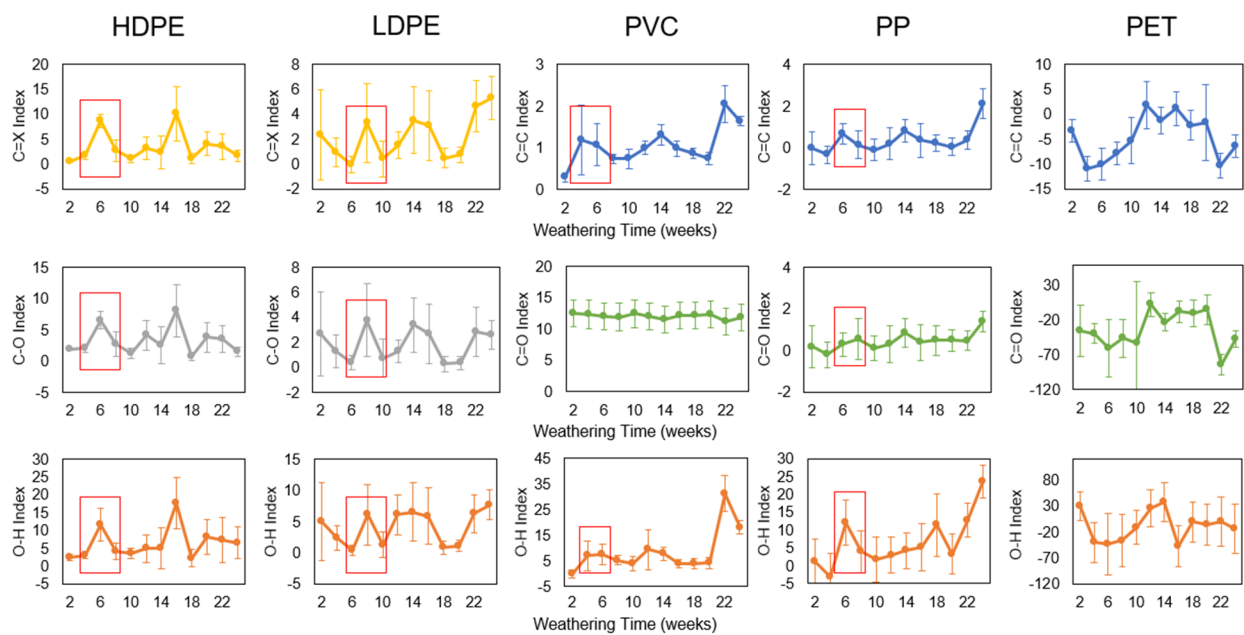 HDPE LDPE PVC PP PET
C=X Index
20
15
10
5
0
-5
2 6 10 14 18 22
C=X Index
8
6
4
2
0
-2
2 6 10 14 18 22
C=C Index
3
2
1
0
2 6 10 14 18 22
C=C Index
4
2
0
-2
2 6 10 14 18 22
C=C Index
10
5
0
-5
-10
-15
2 6 10 14 18 22
Weathering Time (weeks)
C-O Index
15
10
5
0
-5
2 6 10 14 18 22
C-O Index
8
6
4
2
0
-2
2 6 10 14 18 22
C=O Index
20
15
10
5
0
2 6 10 14 18 22
C=O Index
4
2
0
-2
2 6 10 14 18 22
C=O Index
30
-20
-70
-120
2 6 10 14 18 22
Weathering Time (weeks)
O-H Index
30
25
20
15
10
5
0
-5
2 6 10 14 18 22
O-H Index
15
10
5
0
-5
2 6 10 14 18 22
O-H Index
45
35
25
15
5
-5
2 6 10 14 18 22
O-H Index
30
25
20
15
10
5
0
-5
2 6 10 14 18 22
O-H Index
80
30
-20
-70
-120
2 6 10 14 18 22
Weathering Time (weeks)